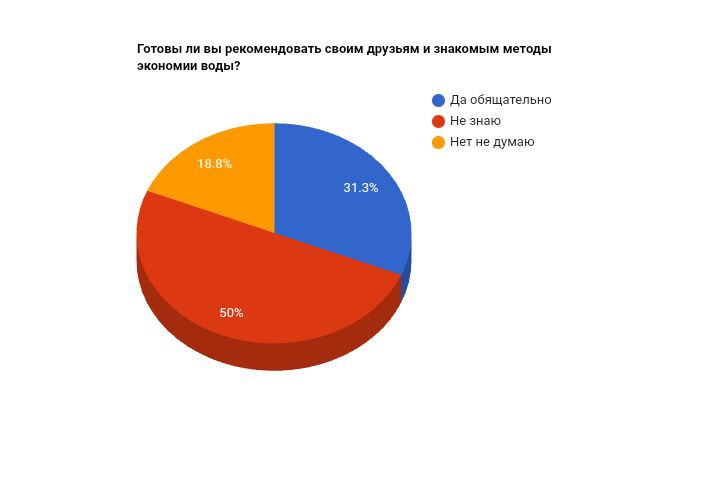 Готовы ли вы рекомендовать своим друзьям и знакомым методы
экономии воды?
Да обящательно
Не знаю
Нет не думаю
18.8%
31.3%
50%